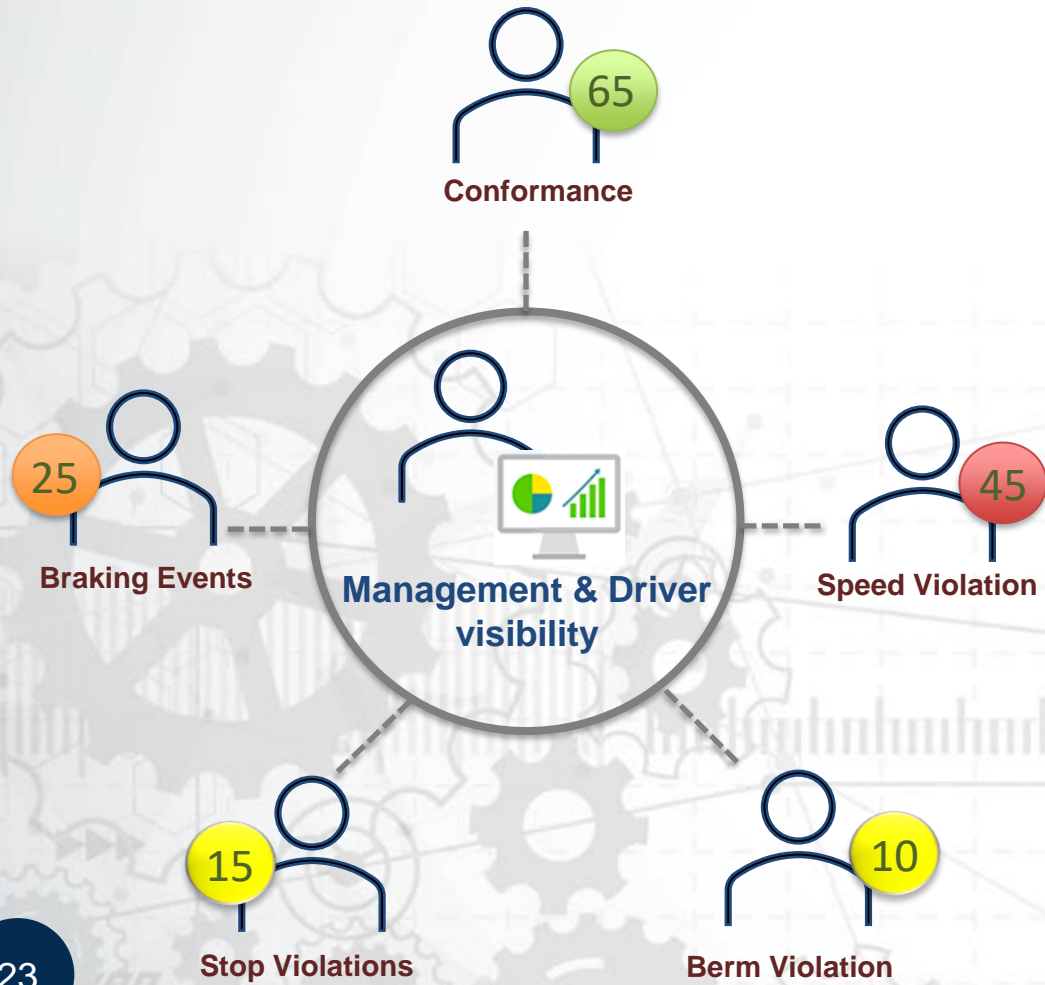 65
Conformance
25
Braking Events
45
Speed Violation
Management & Driver
visibility
15
Stop Violations
10
Berm Violation
23